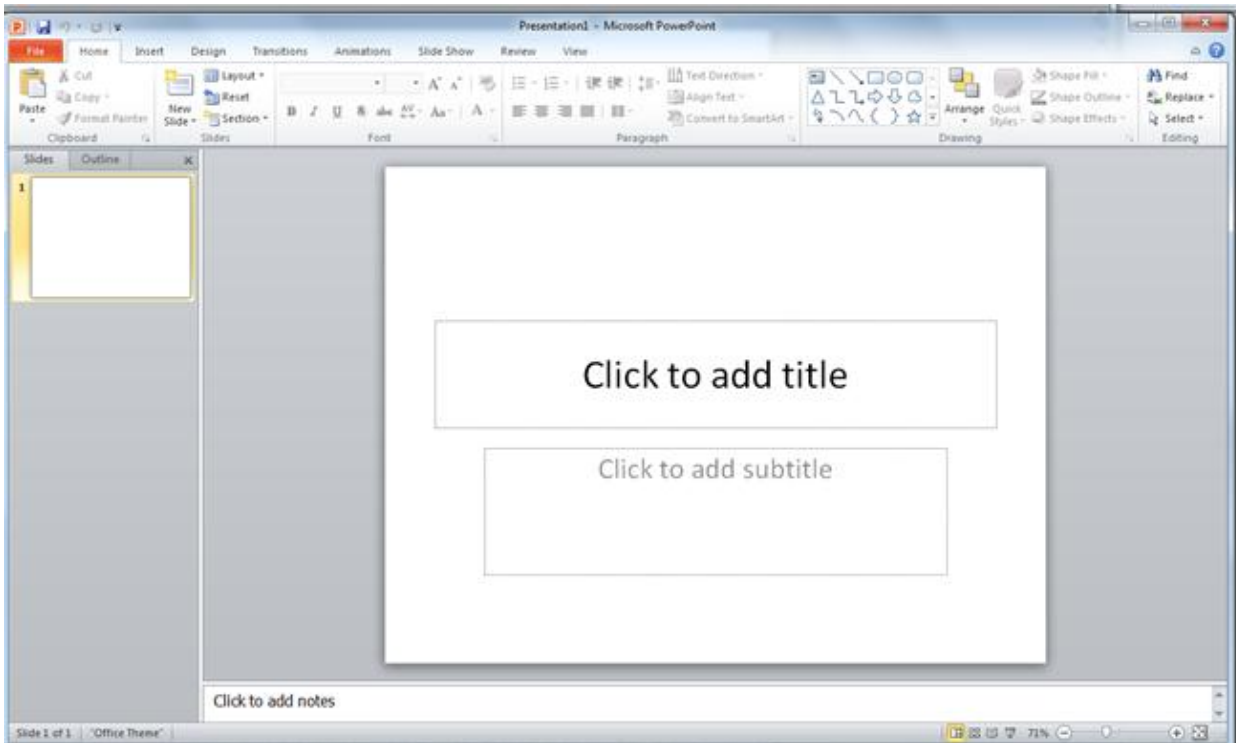 Presentation1 - Microsoft PowerPoint
File Home Insert Design Transitions Animations Slide Show Review View
Paste
Cut
Copy
Format Painter
Clipboard
New Slide
Layout
Reset
Section
Slides
B I U S abc AV Aa A
Font
Text Direction
Align Text
Convert to SmartArt
Paragraph
Arrange
Quick Styles
Shape Fill
Shape Outline
Shape Effects
Drawing
Find
Replace
Select
Editing
Slides Outline
1
Click to add title
Click to add subtitle
Click to add notes
Slide 1 of 1 "Office Theme" 71%